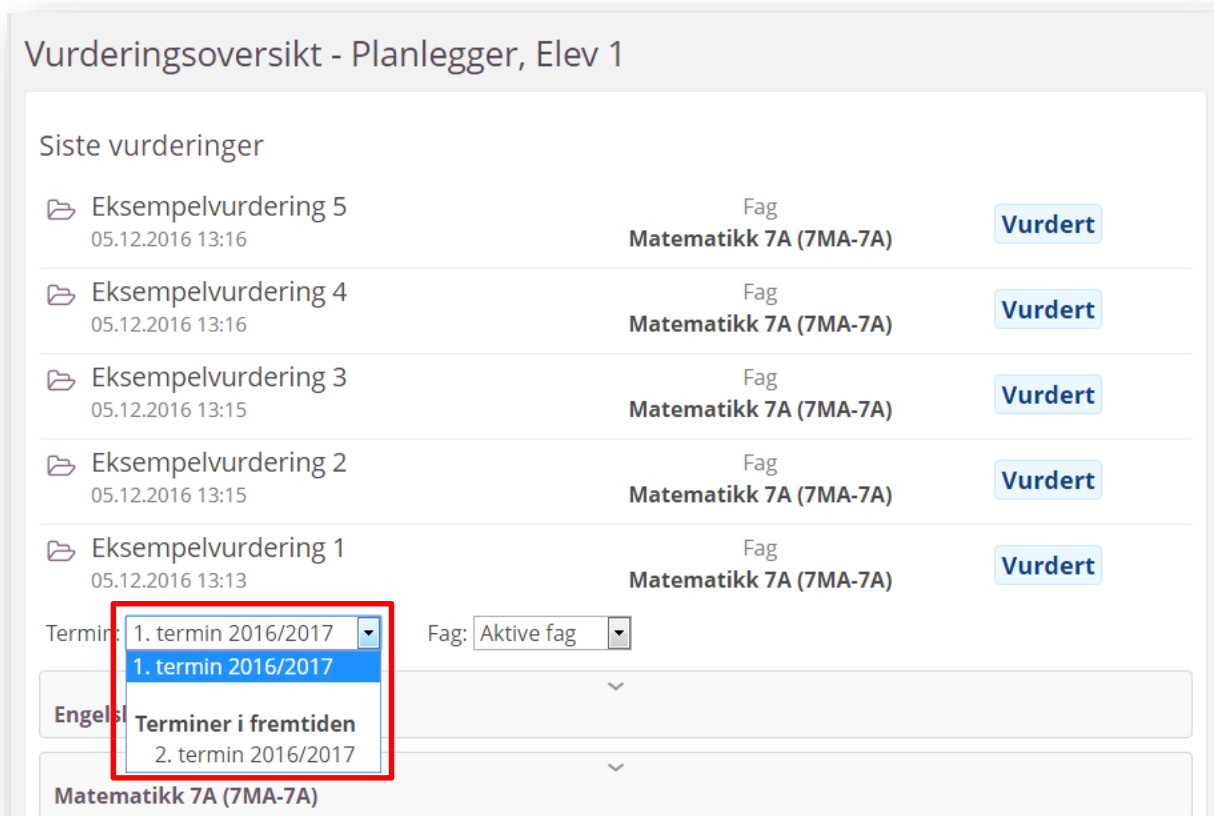 Vurderingsoversikt - Planlegger, Elev 1
Siste vurderinger
Eksempelvurdering 5
05.12.2016 13:16
Fag
Matematikk 7A (7MA-7A)
Vurdert
Eksempelvurdering 4
05.12.2016 13:16
Fag
Matematikk 7A (7MA-7A)
Vurdert
Eksempelvurdering 3
05.12.2016 13:15
Fag
Matematikk 7A (7MA-7A)
Vurdert
Eksempelvurdering 2
05.12.2016 13:15
Fag
Matematikk 7A (7MA-7A)
Vurdert
Eksempelvurdering 1
05.12.2016 13:13
Fag
Matematikk 7A (7MA-7A)
Vurdert
Termin: 1. termin 2016/2017 Fag: Aktive fag
1. termin 2016/2017
Terminer i fremtiden
2. termin 2016/2017
Matematikk 7A (7MA-7A)